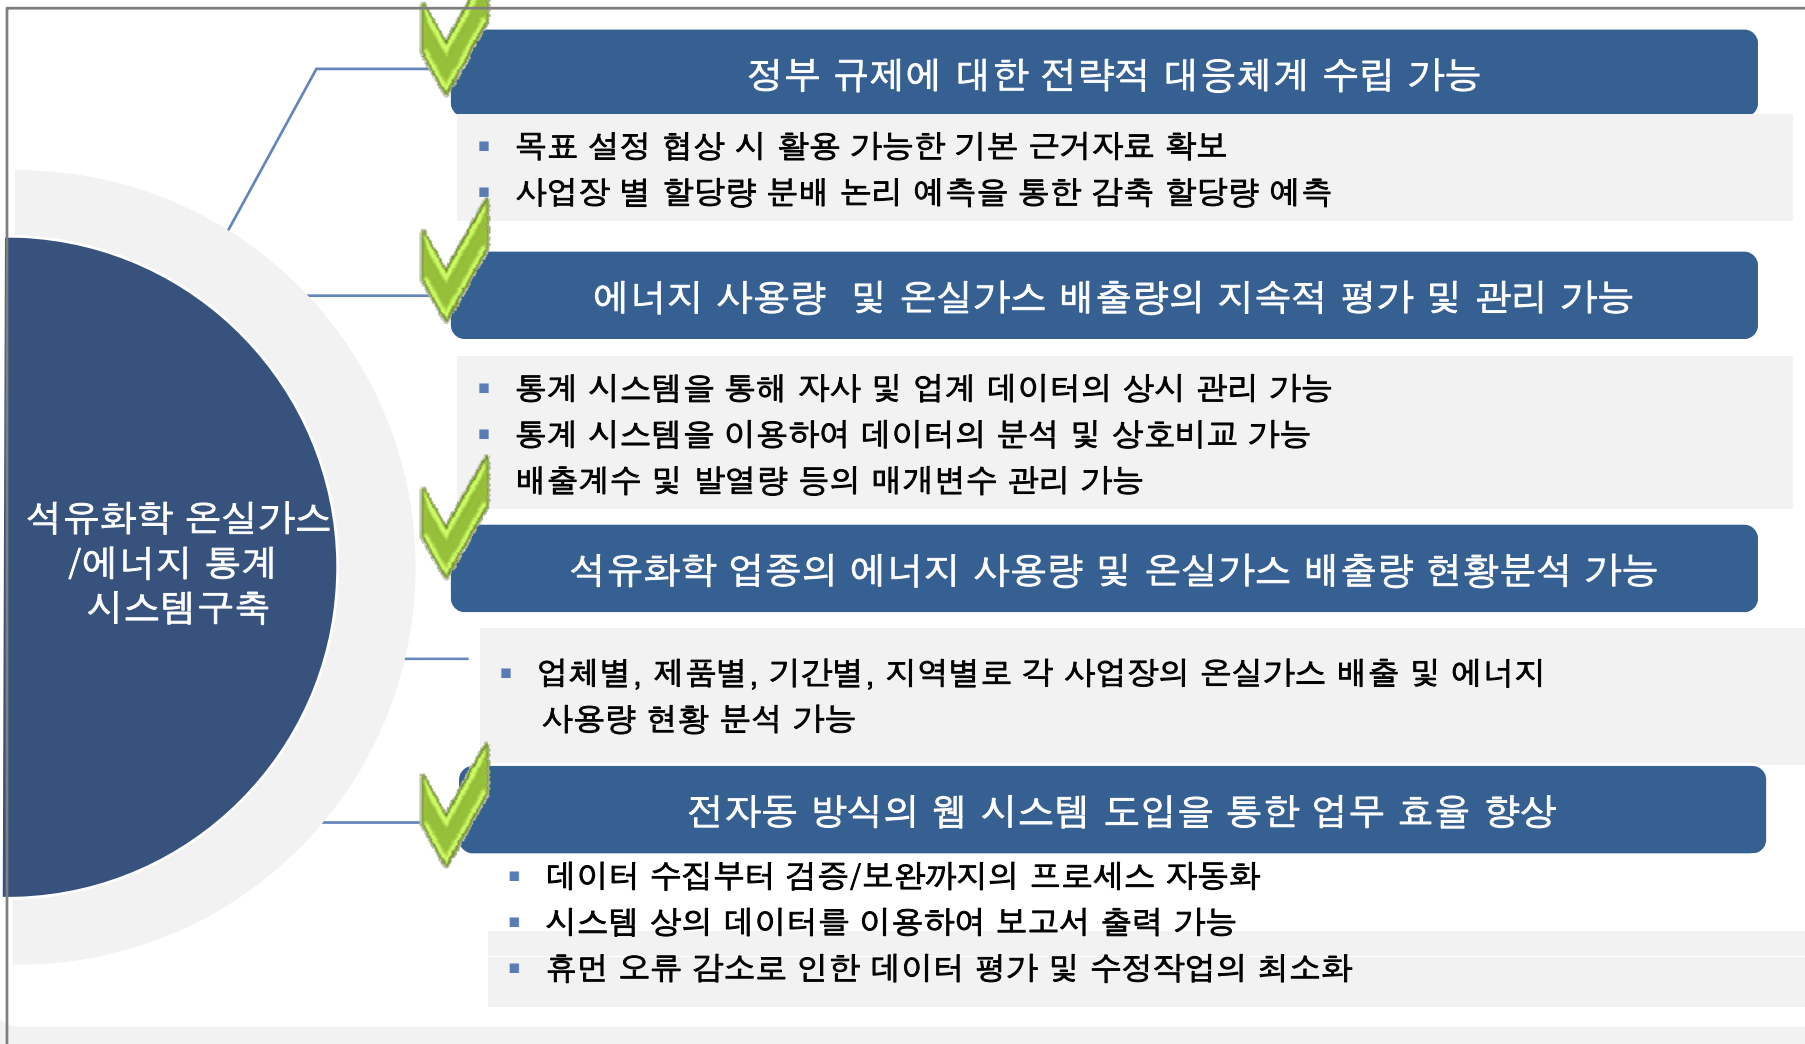 정부 규제에 대한 전략적 대응체계 수립 가능
▪ 목표 설정 협상 시 활용 가능한 기본 근거자료 확보
▪ 사업장 별 할당량 분배 논리 예측을 통한 감축 할당량 예측
에너지 사용량 및 온실가스 배출량의 지속적 평가 및 관리 가능
▪ 통계 시스템을 통해 자사 및 업계 데이터의 상시 관리 가능
▪ 통계 시스템을 이용하여 데이터의 분석 및 상호비교 가능
배출계수 및 발열량 등의 매개변수 관리 가능
석유화학 온실가스
/에너지 통계
시스템구축
석유화학 업종의 에너지 사용량 및 온실가스 배출량 현황분석 가능
▪ 업체별, 제품별, 기간별, 지역별로 각 사업장의 온실가스 배출 및 에너지
사용량 현황 분석 가능
전자동 방식의 웹 시스템 도입을 통한 업무 효율 향상
▪ 데이터 수집부터 검증/보완까지의 프로세스 자동화
▪ 시스템 상의 데이터를 이용하여 보고서 출력 가능
▪ 휴먼 오류 감소로 인한 데이터 평가 및 수정작업의 최소화